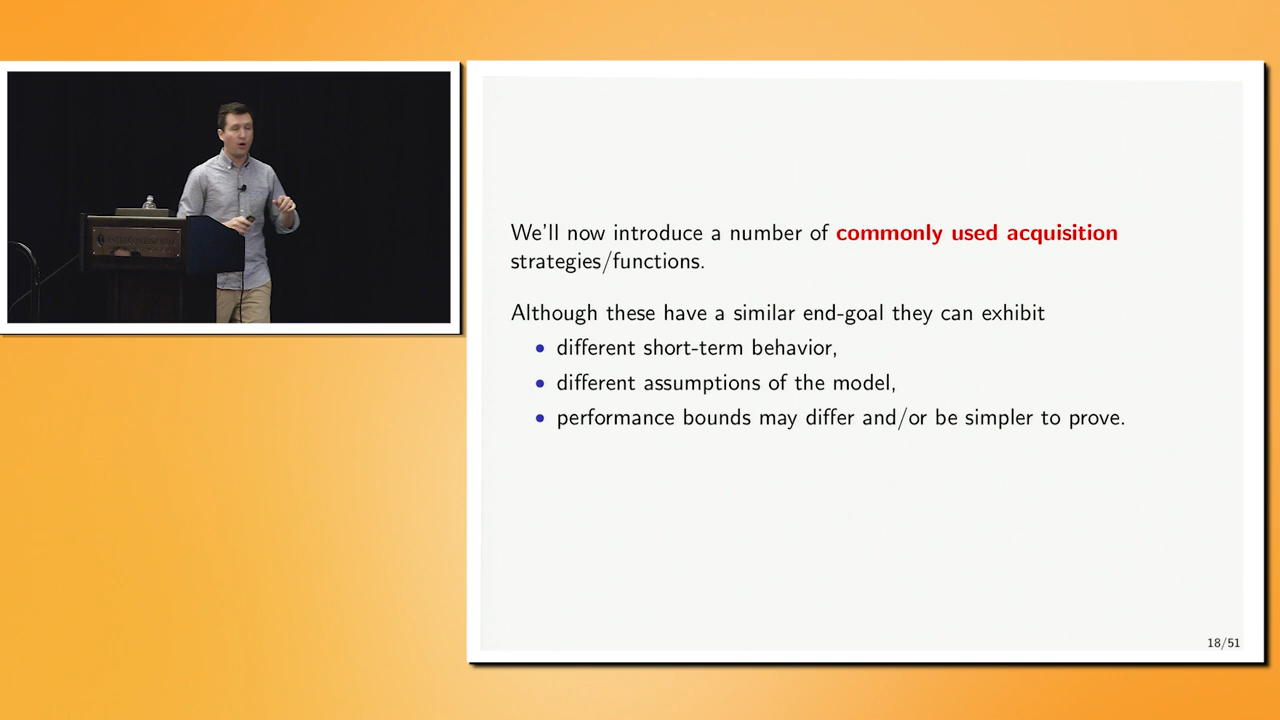 We'll now introduce a number of commonly used acquisition
strategies/functions.
Although these have a similar end-goal they can exhibit
• different short-term behavior,
• different assumptions of the model,
• performance bounds may differ and/or be simpler to prove.
18/51